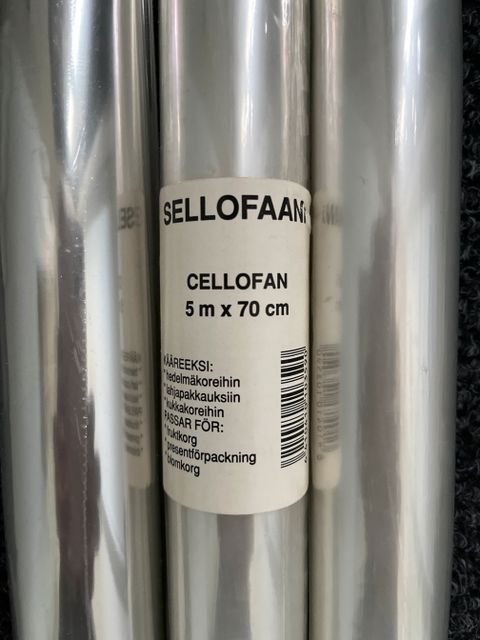 SELLOFAANI
CELLOFAN
5 m x 70 cm
KÄÄREEKSI:
* hedelmäkoreihin
* lahjapakkauksiin
* kukkakoreihin
PASSAR FÖR:
* fruktkorg
* presentförpackning
* blomkorg